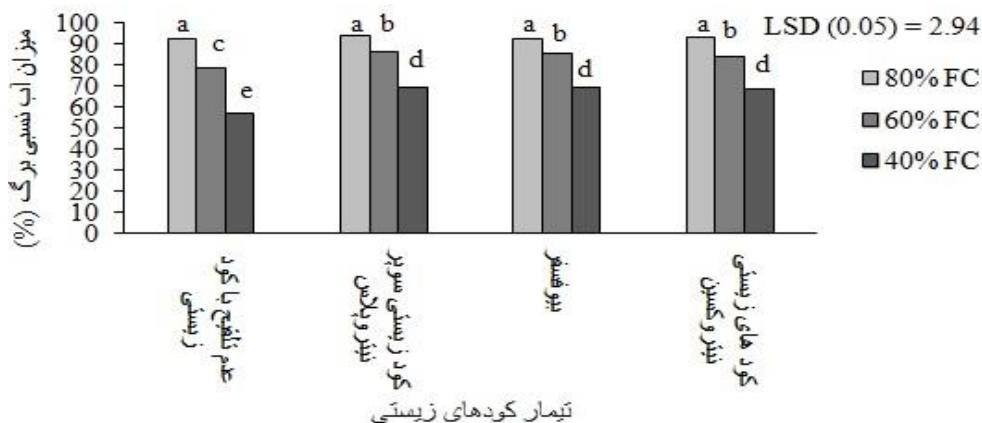 LSD (0.05) = 2.94
80% FC
60% FC
40% FC
میزان آب نسبی برگ (%)
100
90
80
70
60
50
40
30
20
10
0
a
c
e
a
b
d
a
b
d
a
b
d
عدم تلقیح با کود
زیستی
کود زیستی سوپر
نیتروپلاس
بیوفسفر
کود های زیستی
نیتروکسین
تیمار کودهای زیستی